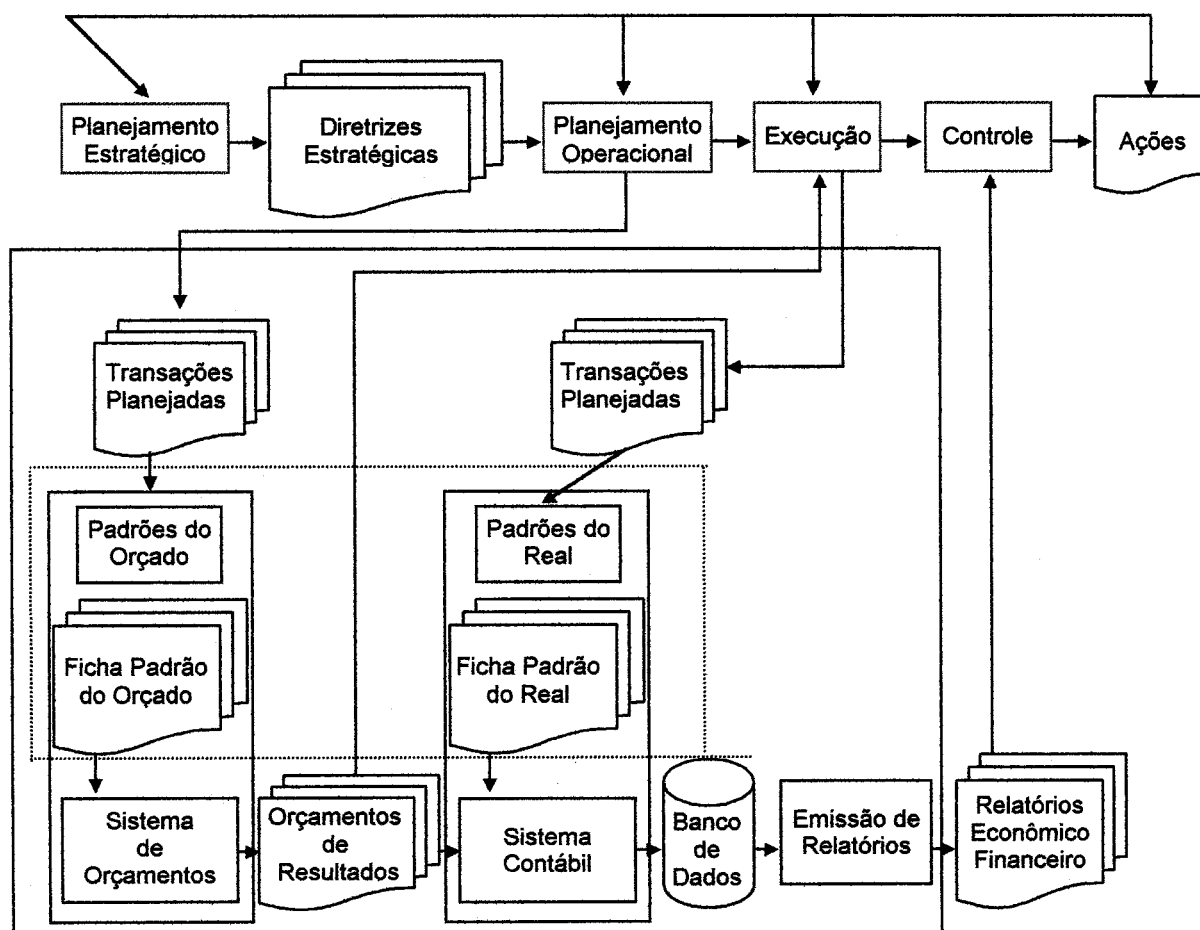 Planejamento
Estratégico
Diretrizes
Estratégicas
Planejamento
Operacional
Execução
Controle
Ações
Transações
Planejadas
Transações
Planejadas
Padrões do
Orçado
Padrões do
Real
Ficha Padrão
do Orçado
Ficha Padrão
do Real
Sistema
de
Orçamentos
Orçamentos
de
Resultados
Sistema
Contábil
Banco
de
Dados
Emissão de
Relatórios
Relatórios
Econômico
Financeiro